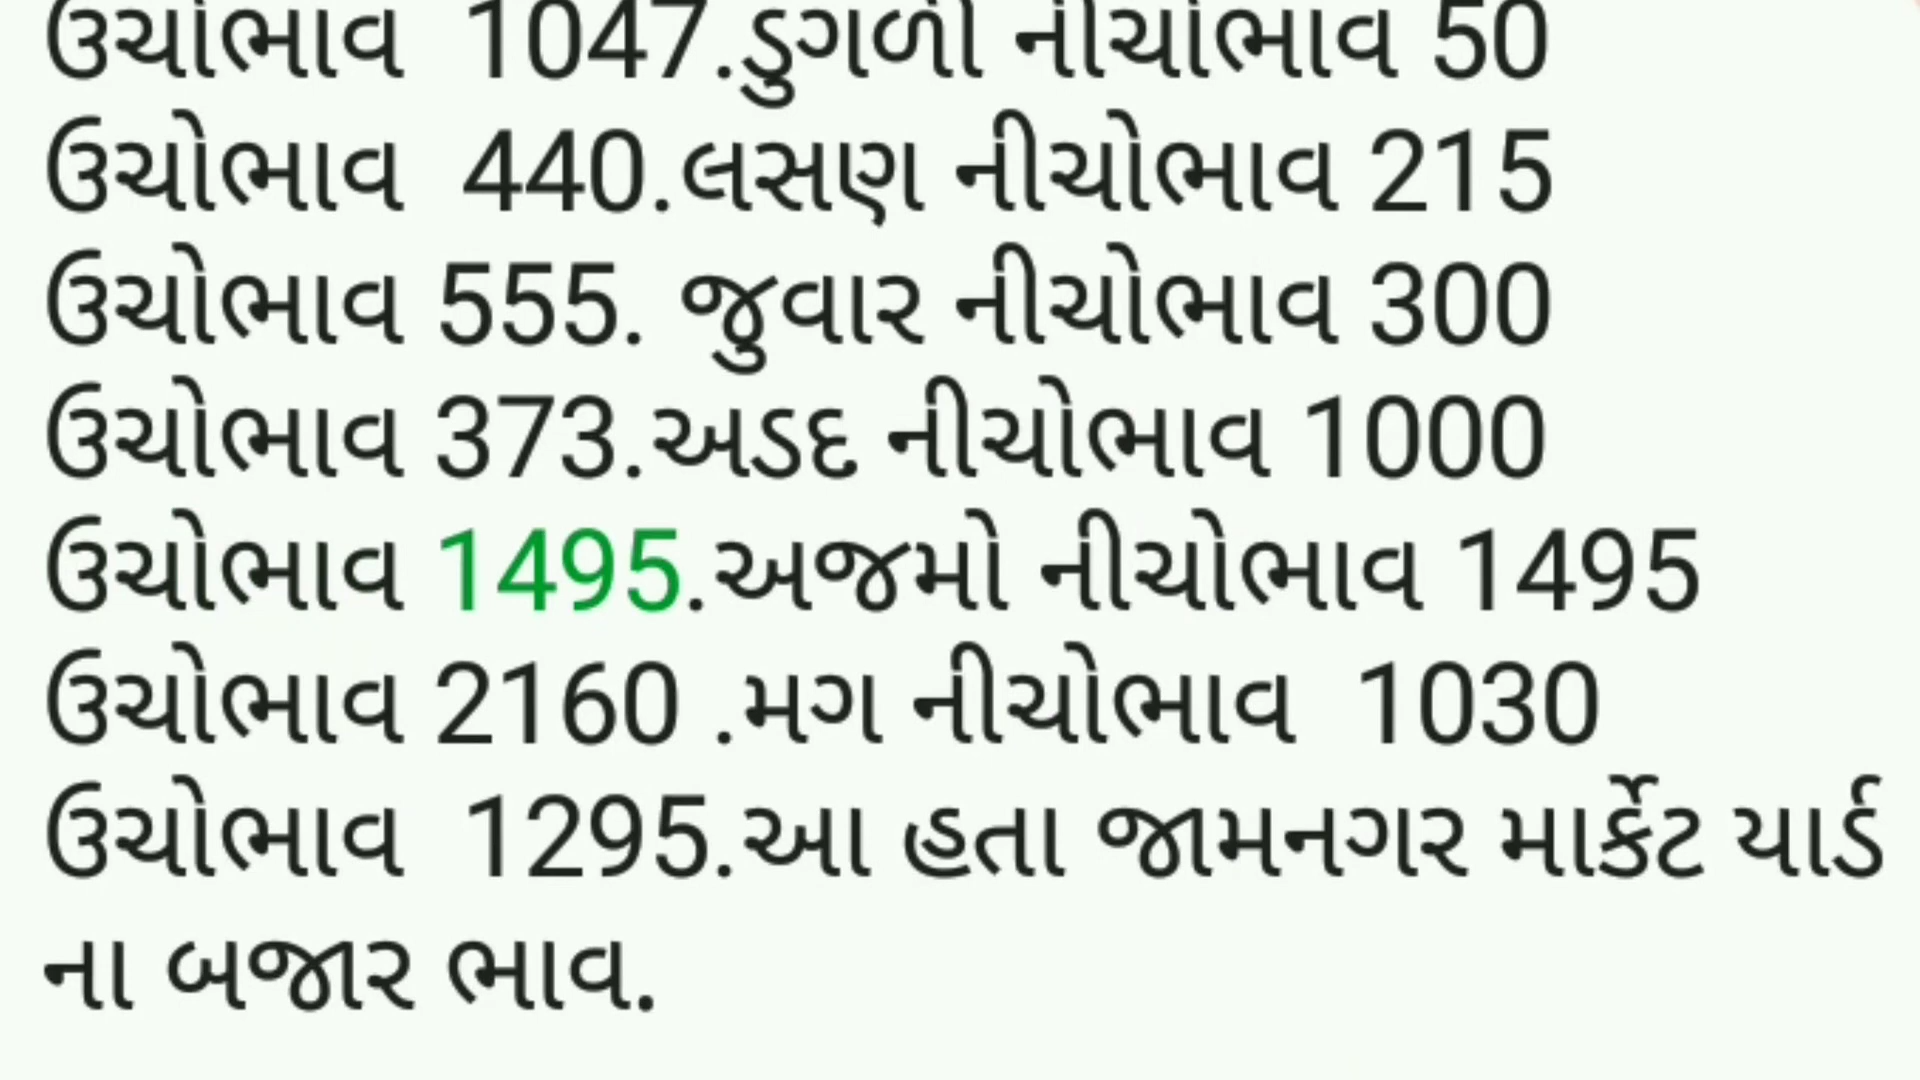 ઉચોભાવ  1047.ડુગળી નીચોભાવ 50
ઉચોભાવ  440.લસણ નીચોભાવ 215
ઉચોભાવ 555. જુવાર નીચોભાવ 300
ઉચોભાવ 373.અડદ નીચોભાવ 1000
ઉચોભાવ 1495.અજમો નીચોભાવ 1495
ઉચોભાવ 2160 .મગ નીચોભાવ  1030
ઉચોભાવ  1295.આ હતા જામનગર માર્કેટ યાર્ડ
ના બજાર ભાવ.